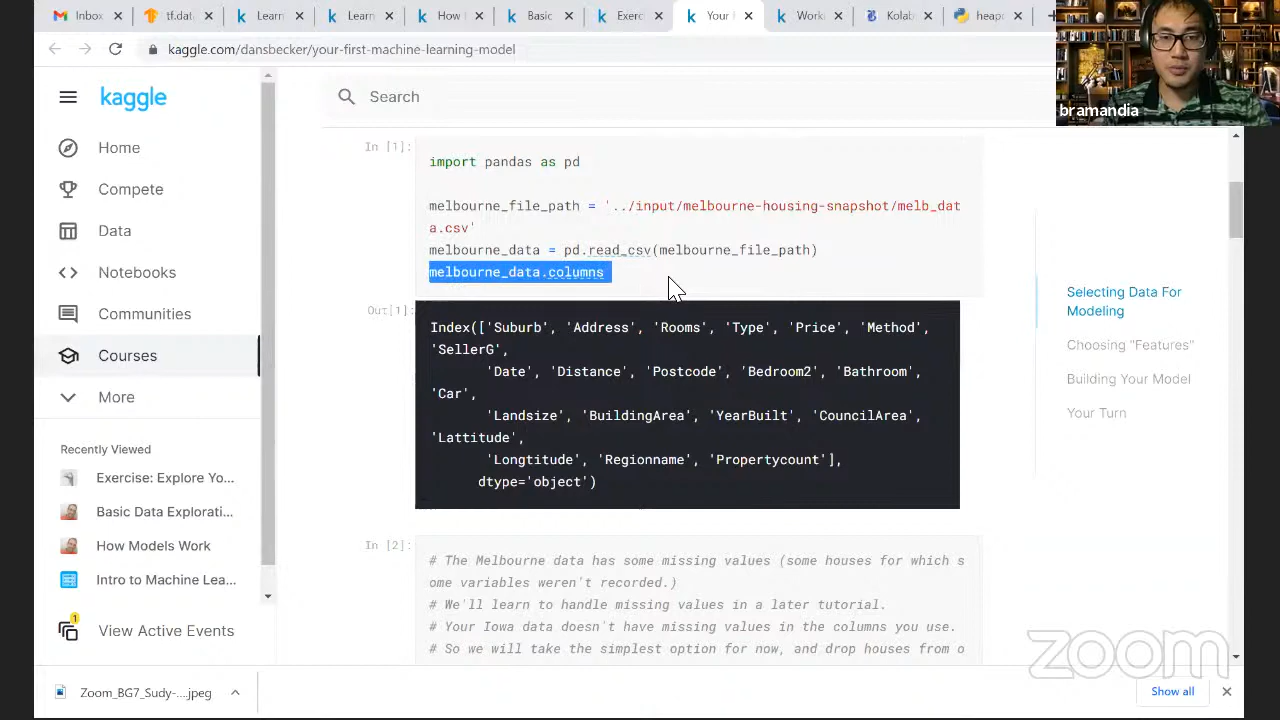 Inbox
tf.dat
Learn
Learn
How
Basic
Exerc
Your F
Work
Kolab
heapq
kaggle.com/dansbecker/your-first-machine-learning-model
bramandia
kaggle
Search
Home
Compete
Data
Notebooks
Communities
Courses
More
Recently Viewed
Exercise: Explore Yo...
Basic Data Explorati...
How Models Work
Intro to Machine Lea...
1
View Active Events
In [1]:
import pandas as pd
melbourne_file_path = '../input/melbourne-housing-snapshot/melb_dat
a.csv'
melbourne_data = pd.read_csv(melbourne_file_path)
melbourne_data.columns
Out[1]:
Index(['Suburb', 'Address', 'Rooms', 'Type', 'Price', 'Method',
'SellerG',
'Date', 'Distance', 'Postcode', 'Bedroom2', 'Bathroom',
'Car',
'Landsize', 'BuildingArea', 'YearBuilt', 'CouncilArea',
'Lattitude',
'Longtitude', 'Regionname', 'Propertycount'],
dtype='object')
In [2]:
# The Melbourne data has some missing values (some houses for which s
ome variables weren't recorded.)
# We'll learn to handle missing values in a later tutorial.
# Your Iowa data doesn't have missing values in the columns you use.
# So we will take the simplest option for now, and drop houses from o
Selecting Data For
Modeling
Choosing "Features"
Building Your Model
Your Turn
zoom
Zoom_BG7_Sudy-....jpeg
Show all